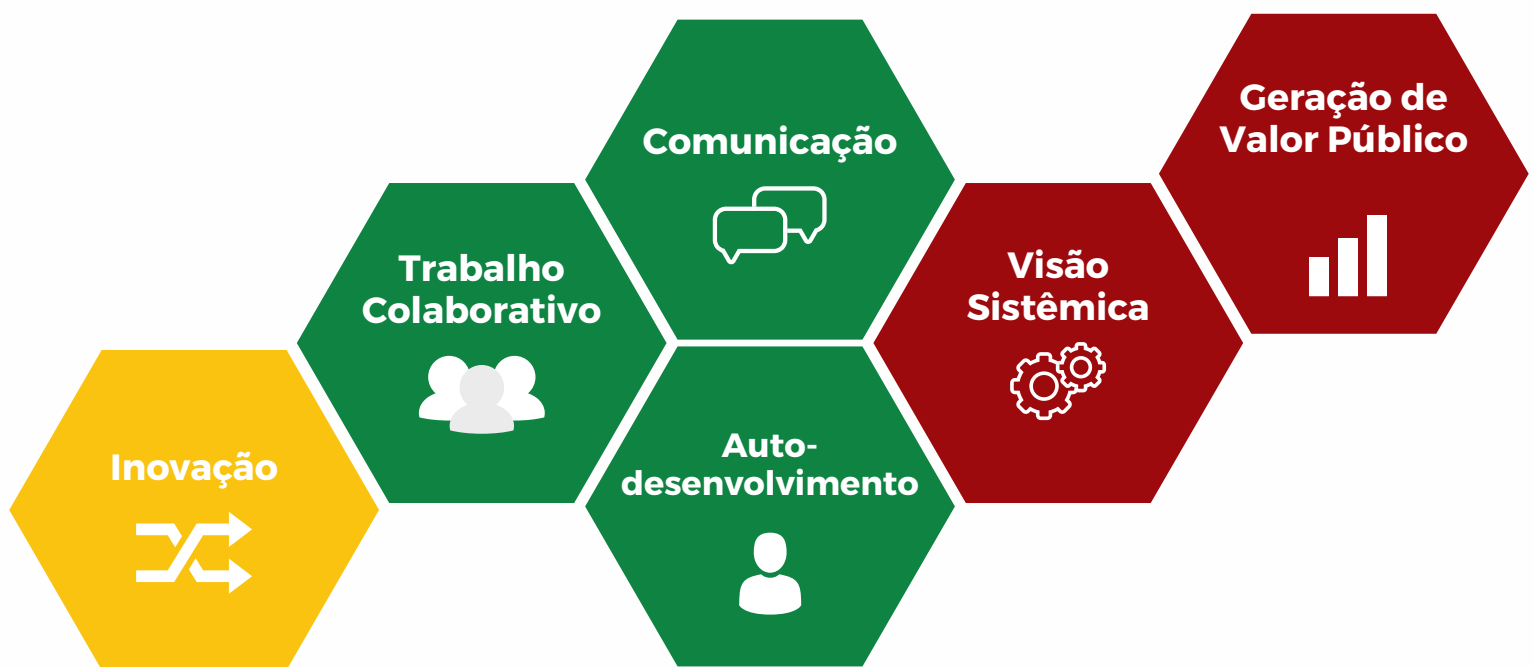 Inovação
Trabalho
Colaborativo
Comunicação
Auto-
desenvolvimento
Visão
Sistêmica
Geração de
Valor Público